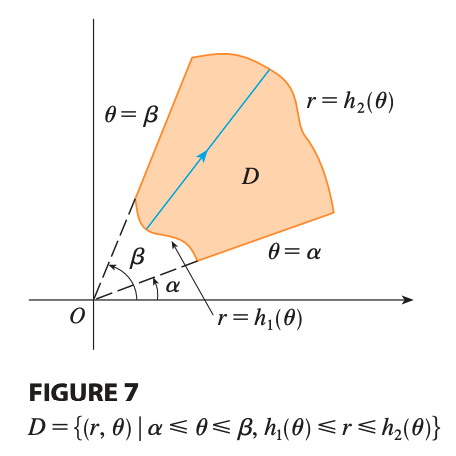 θ = β
r = h₂(θ)
D
β
θ = α
α
O
r = h₁(θ)
FIGURE 7
D = {(r, θ) | α ≤ θ ≤ β, h₁(θ) ≤ r ≤ h₂(θ)}